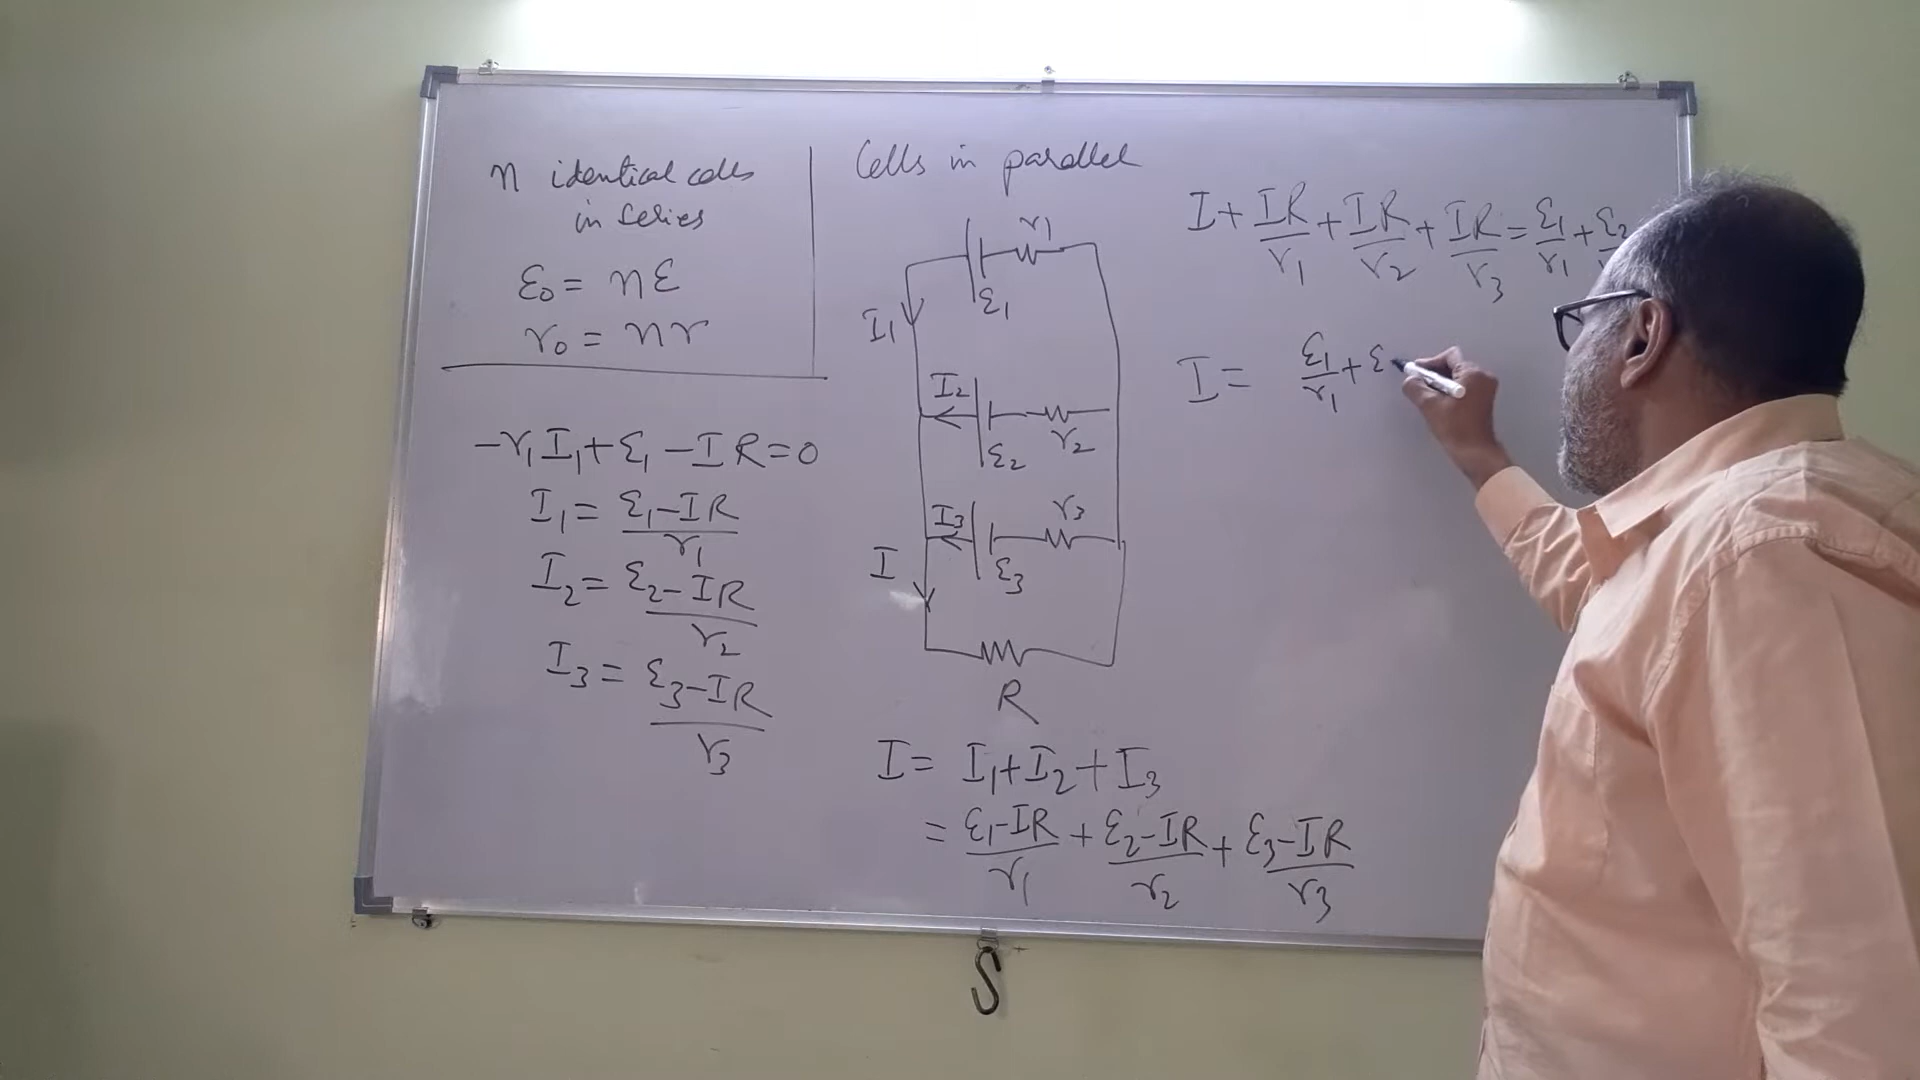 n identical cells
in series
ε₀ = nε
r₀ = nr
-r₁I₁ + ε₁ - IR = 0
I₁ = (ε₁ - IR)/r₁
I₂ = (ε₂ - IR)/r₂
I₃ = (ε₃ - IR)/r₃
Cells in parallel
r₁
ε₁
I₁
I₂
ε₂
r₂
I₃
r₃
ε₃
I
R
I = I₁ + I₂ + I₃
= (ε₁ - IR)/r₁ + (ε₂ - IR)/r₂ + (ε₃ - IR)/r₃
I + IR/r₁ + IR/r₂ + IR/r₃ = ε₁/r₁ + ε₂
I = ε₁/r₁ + ε